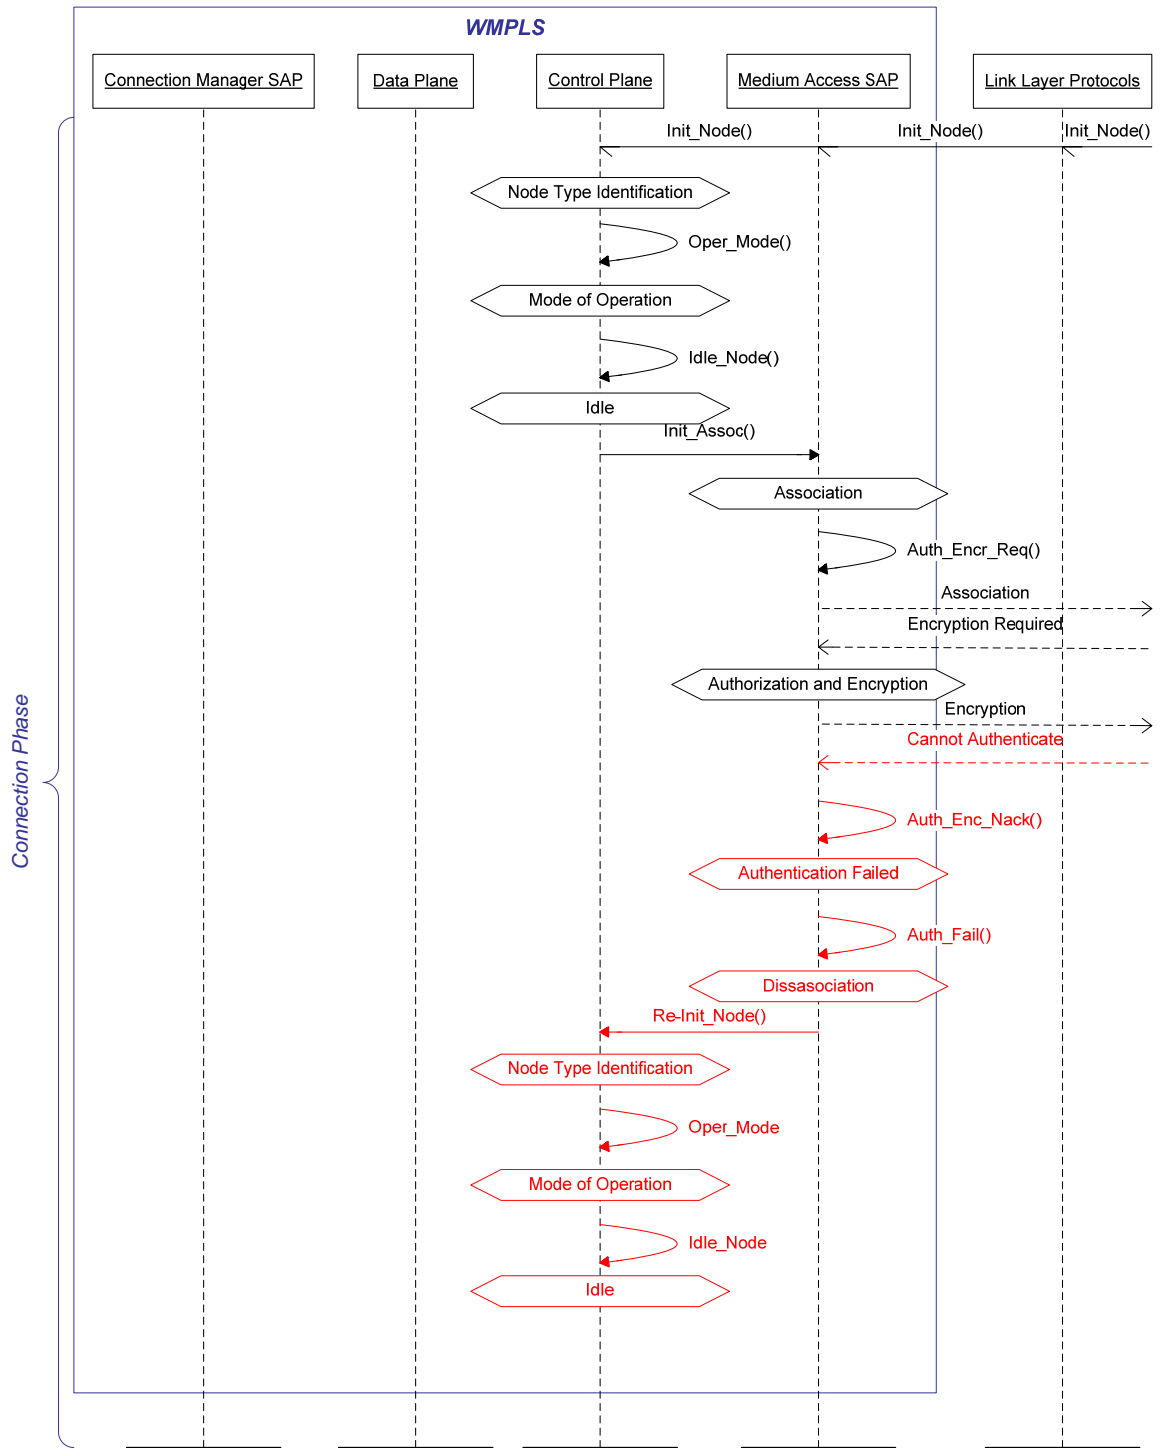 WMPLS
Connection Manager SAP
Data Plane
Control Plane
Medium Access SAP
Link Layer Protocols
Init_Node()
Init_Node()
Init_Node()
Node Type Identification
Oper_Mode()
Mode of Operation
Idle_Node()
Idle
Init_Assoc()
Association
Auth_Encr_Req()
Association
Encryption Required
Authorization and Encryption
Encryption
Cannot Authenticate
Connection Phase
Auth_Enc_Nack()
Authentication Failed
Auth_Fail()
Dissasociation
Re-Init_Node()
Node Type Identification
Oper_Mode
Mode of Operation
Idle_Node
Idle